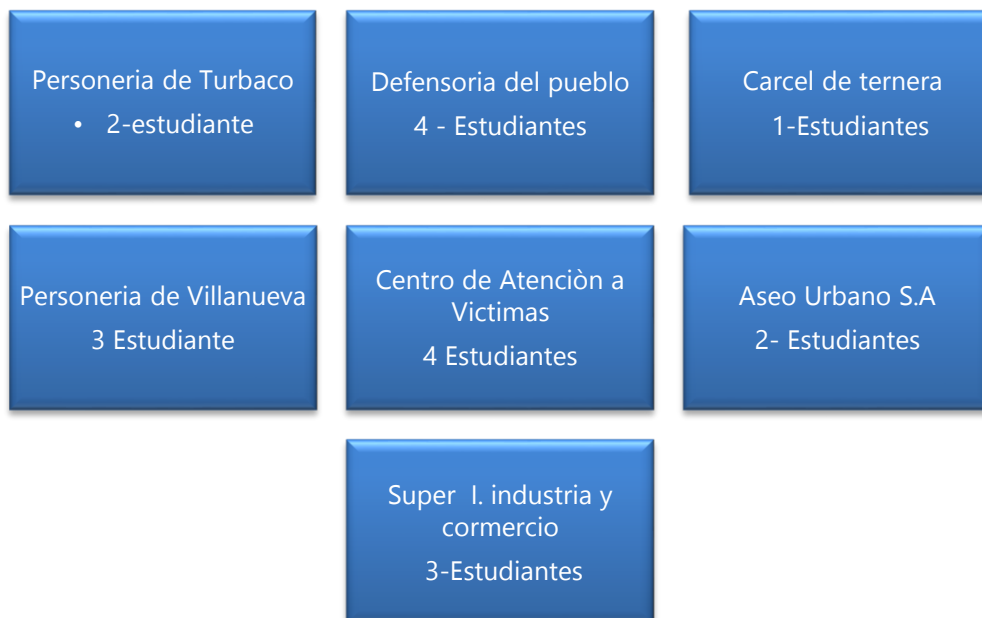 Personeria de Turbaco
• 2-estudiante
Defensoria del pueblo
4 - Estudiantes
Carcel de ternera
1-Estudiantes
Personeria de Villanueva
3 Estudiante
Centro de Atenciòn a
Victimas
4 Estudiantes
Aseo Urbano S.A
2- Estudiantes
Super  I. industria y
cormercio
3-Estudiantes